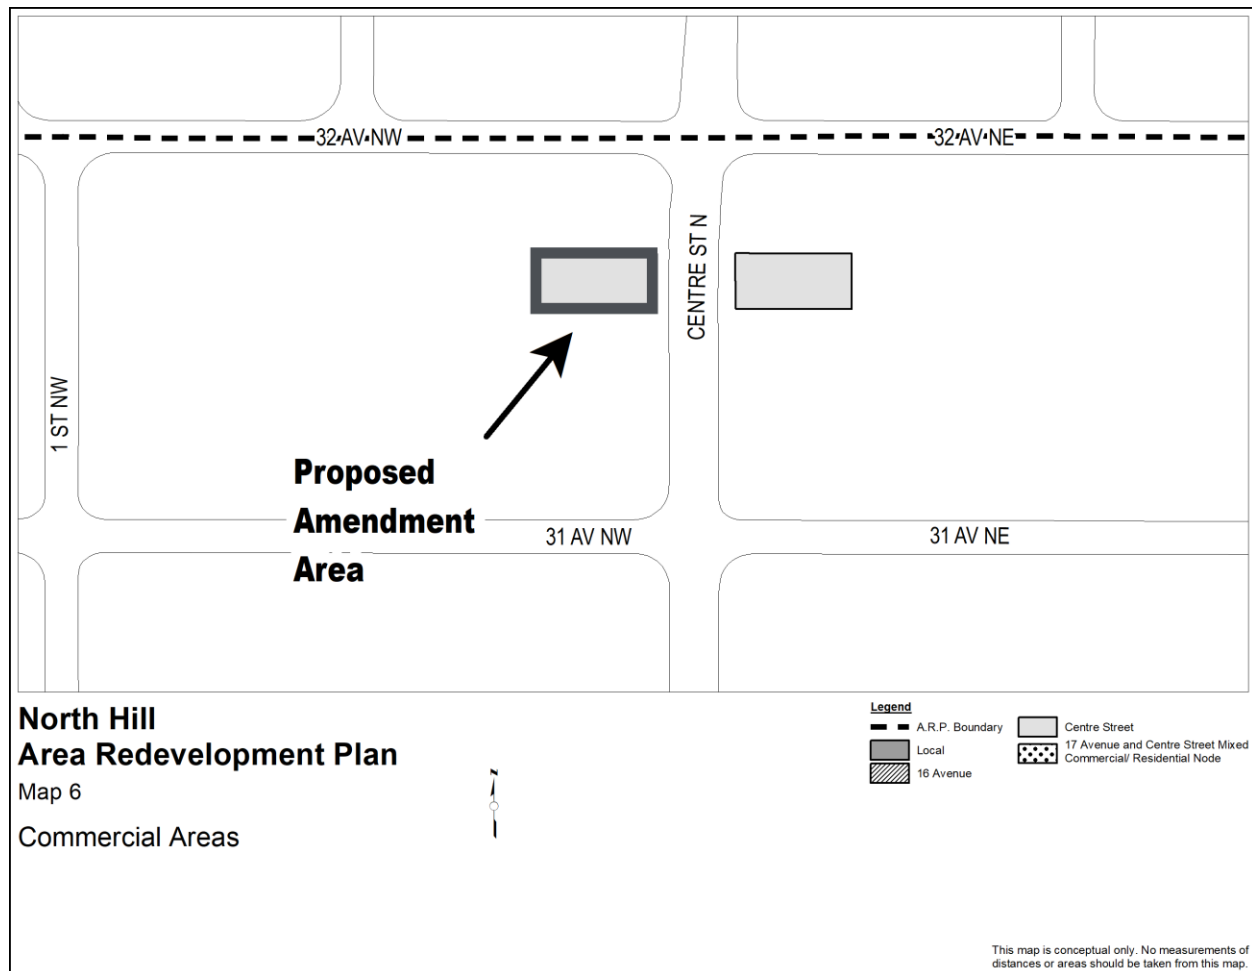 32 AV NW
32 AV NE
CENTRE ST N
1 ST NW
Proposed
Amendment
Area
31 AV NW
31 AV NE
North Hill
Area Redevelopment Plan
Map 6
Commercial Areas
N
Legend
A.R.P. Boundary
Local
16 Avenue
Centre Street
17 Avenue and Centre Street Mixed
Commercial/ Residential Node
This map is conceptual only. No measurements of
distances or areas should be taken from this map.